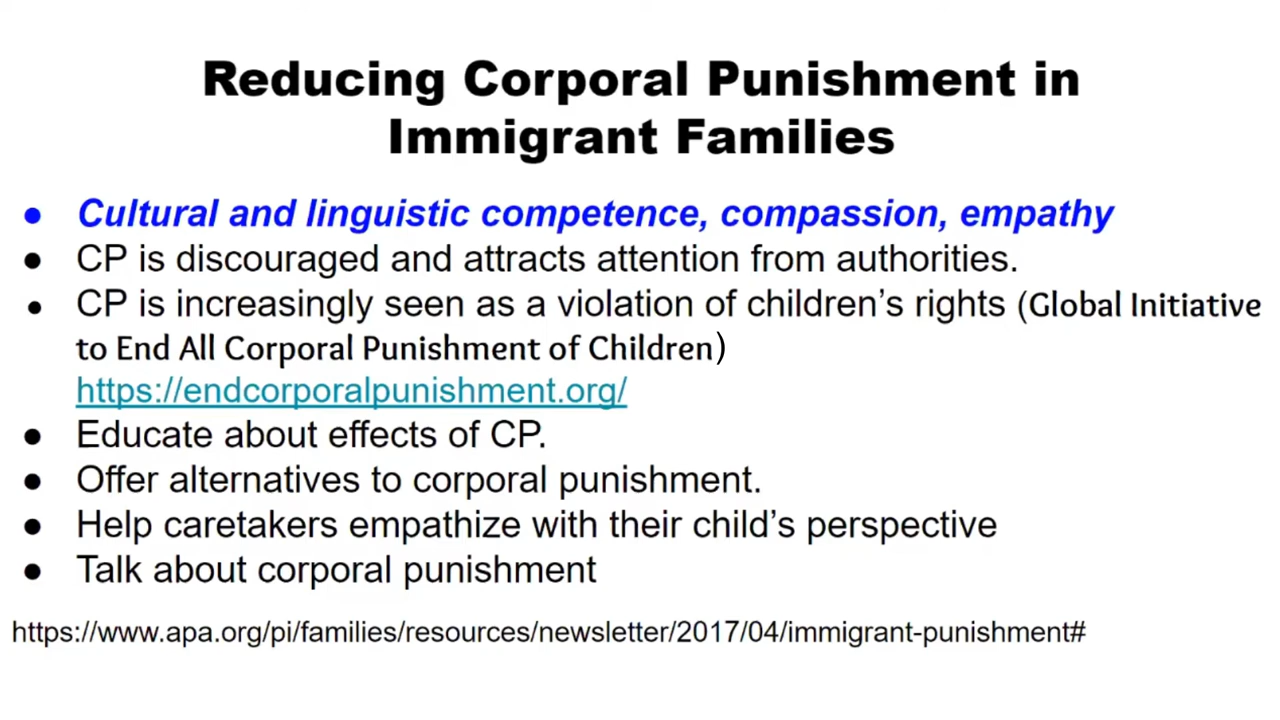 Reducing Corporal Punishment in
Immigrant Families
● Cultural and linguistic competence, compassion, empathy
● CP is discouraged and attracts attention from authorities.
● CP is increasingly seen as a violation of children’s rights (Global Initiative
to End All Corporal Punishment of Children)
https://endcorporalpunishment.org/
● Educate about effects of CP.
● Offer alternatives to corporal punishment.
● Help caretakers empathize with their child’s perspective
● Talk about corporal punishment
https://www.apa.org/pi/families/resources/newsletter/2017/04/immigrant-punishment#